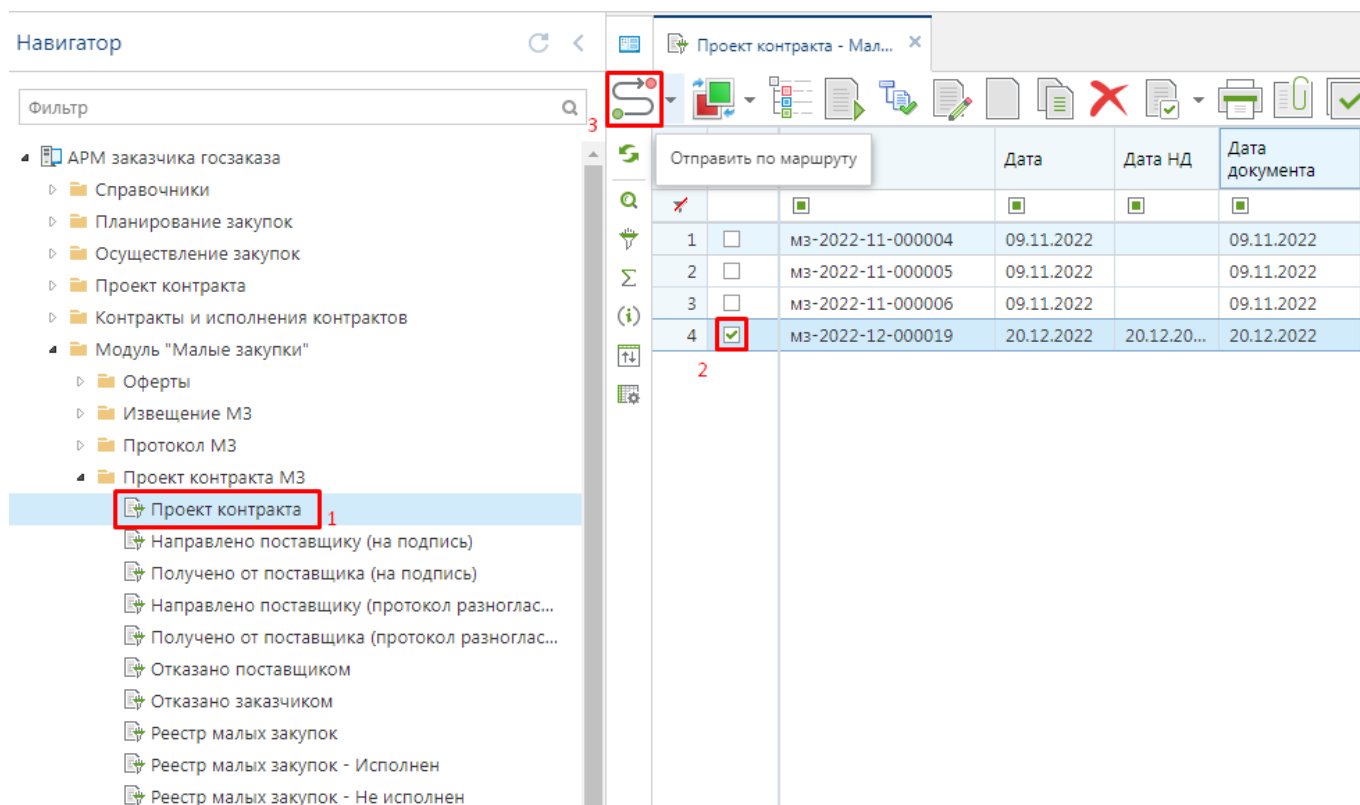 Навигатор
Фильтр
3
АРМ заказчика госзаказа
Справочники
Планирование закупок
Осуществление закупок
Проект контракта
Контракты и исполнения контрактов
Модуль "Малые закупки"
Оферты
Извещение МЗ
Протокол МЗ
Проект контракта МЗ
Проект контракта
1
Направлено поставщику (на подпись)
Получено от поставщика (на подпись)
Направлено поставщику (протокол разноглас...
Получено от поставщика (протокол разноглас...
Отказано поставщиком
Отказано заказчиком
Реестр малых закупок
Реестр малых закупок - Исполнен
Реестр малых закупок - Не исполнен
Проект контракта - Мал...
Отправить по маршруту
Дата
Дата НД
Дата
документа
1 мз-2022-11-000004 09.11.2022 09.11.2022
2 мз-2022-11-000005 09.11.2022 09.11.2022
3 мз-2022-11-000006 09.11.2022 09.11.2022
4 мз-2022-12-000019 20.12.2022 20.12.20... 20.12.2022
2